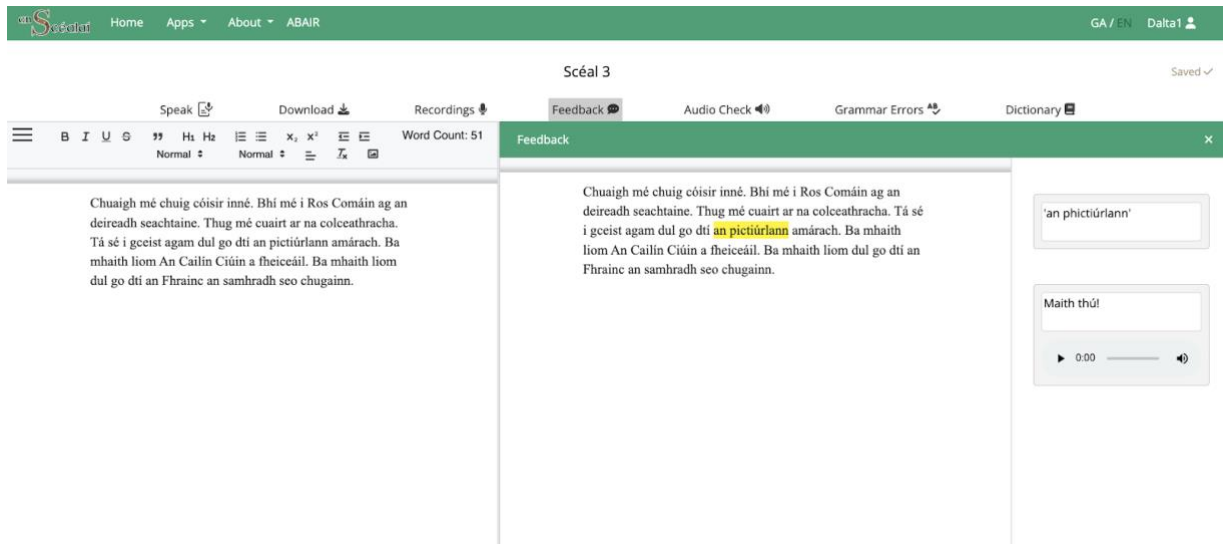 an Scéalaí Home Apps About ABAIR GA / EN Dalta1
Scéal 3 Saved
Speak Download Recordings Feedback Audio Check Grammar Errors Dictionary
B I U S " H1 H2 x₂ x² Word Count: 51
Normal Normal Tx
Feedback ×
Chuaigh mé chuig cóisir inné. Bhí mé i Ros Comáin ag an
deireadh seachtaine. Thug mé cuairt ar na colceathracha.
Tá sé i gceist agam dul go dtí an pictiúrlann amárach. Ba
mhaith liom An Cailín Ciúin a fheiceáil. Ba mhaith liom
dul go dtí an Fhrainc an samhradh seo chugainn.
Chuaigh mé chuig cóisir inné. Bhí mé i Ros Comáin ag an
deireadh seachtaine. Thug mé cuairt ar na colceathracha. Tá sé
i gceist agam dul go dtí an pictiúrlann amárach. Ba mhaith
liom An Cailín Ciúin a fheiceáil. Ba mhaith liom dul go dtí an
Fhrainc an samhradh seo chugainn.
'an phictiúrlann'
Maith thú!
0:00